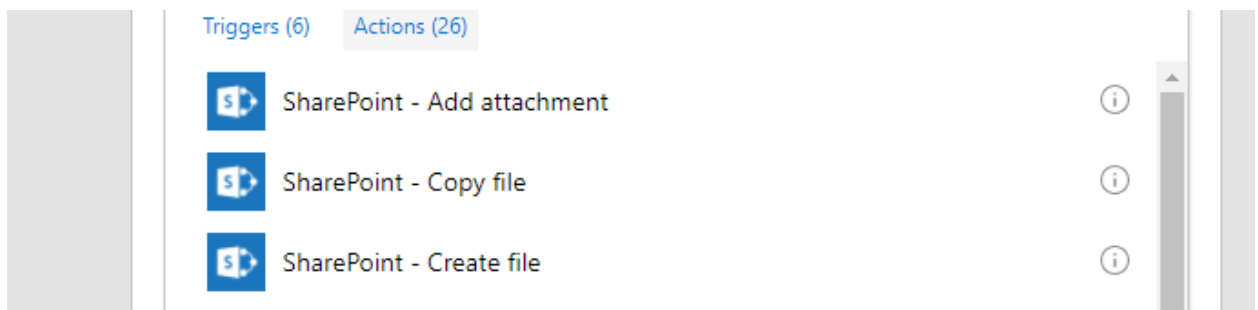 Triggers (6) Actions (26)
SharePoint - Add attachment
SharePoint - Copy file
SharePoint - Create file